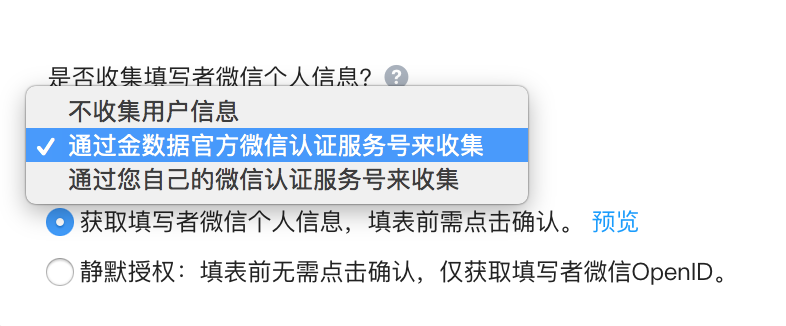 是否收集填写者微信个人信息？ ?
不收集用户信息
✓ 通过金数据官方微信认证服务号来收集
通过您自己的微信认证服务号来收集
获取填写者微信个人信息，填表前需点击确认。 预览
静默授权：填表前无需点击确认，仅获取填写者微信OpenID。